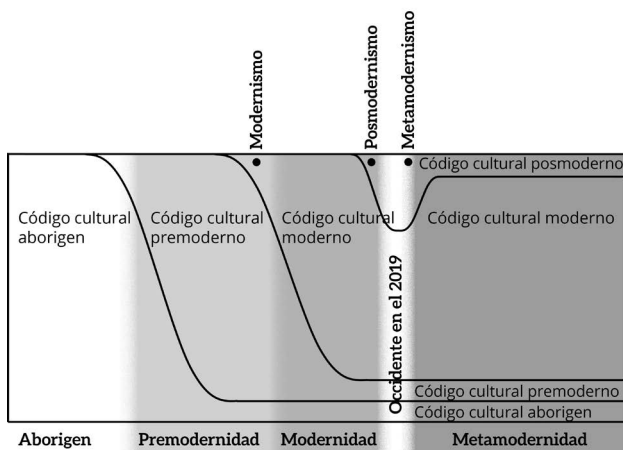 Modernismo
Posmodernismo
Metamodernismo
Código cultural posmoderno
Código cultural
aborigen
Código cultural
premoderno
Código cultural
moderno
Código cultural moderno
Occidente en el 2019
Código cultural premoderno
Código cultural aborigen
Aborigen
Premodernidad
Modernidad
Metamodernidad